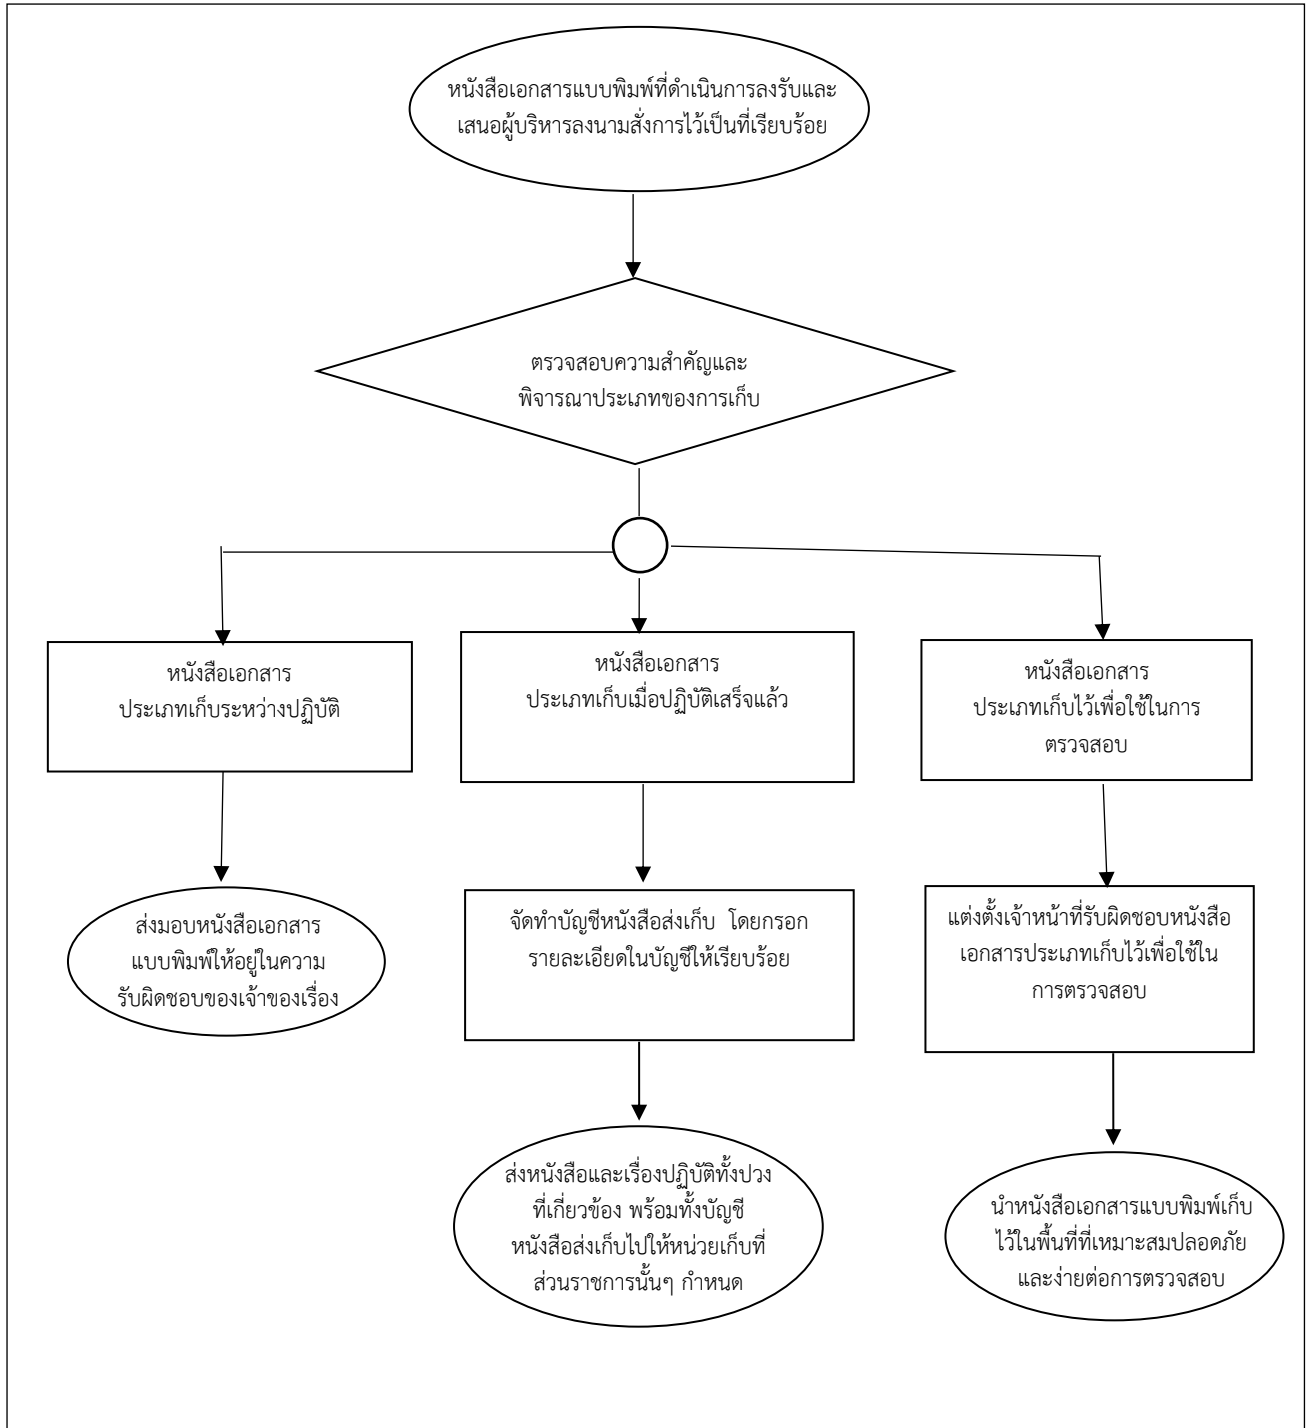 หนังสือเอกสารแบบพิมพ์ที่ดำเนินการลงรับและ
เสนอผู้บริหารลงนามสั่งการไว้เป็นที่เรียบร้อย
ตรวจสอบความสำคัญและ
พิจารณาประเภทของการเก็บ
หนังสือเอกสาร
ประเภทเก็บระหว่างปฏิบัติ
หนังสือเอกสาร
ประเภทเก็บเมื่อปฏิบัติเสร็จแล้ว
หนังสือเอกสาร
ประเภทเก็บไว้เพื่อใช้ในการ
ตรวจสอบ
ส่งมอบหนังสือเอกสาร
แบบพิมพ์ให้อยู่ในความ
รับผิดชอบของเจ้าของเรื่อง
จัดทำบัญชีหนังสือส่งเก็บ โดยกรอก
รายละเอียดในบัญชีให้เรียบร้อย
แต่งตั้งเจ้าหน้าที่รับผิดชอบหนังสือ
เอกสารประเภทเก็บไว้เพื่อใช้ใน
การตรวจสอบ
ส่งหนังสือและเรื่องปฏิบัติทั้งปวง
ที่เกี่ยวข้อง พร้อมทั้งบัญชี
หนังสือส่งเก็บไปให้หน่วยเก็บที่
ส่วนราชการนั้นๆ กำหนด
นำหนังสือเอกสารแบบพิมพ์เก็บ
ไว้ในพื้นที่ที่เหมาะสมปลอดภัย
และง่ายต่อการตรวจสอบ